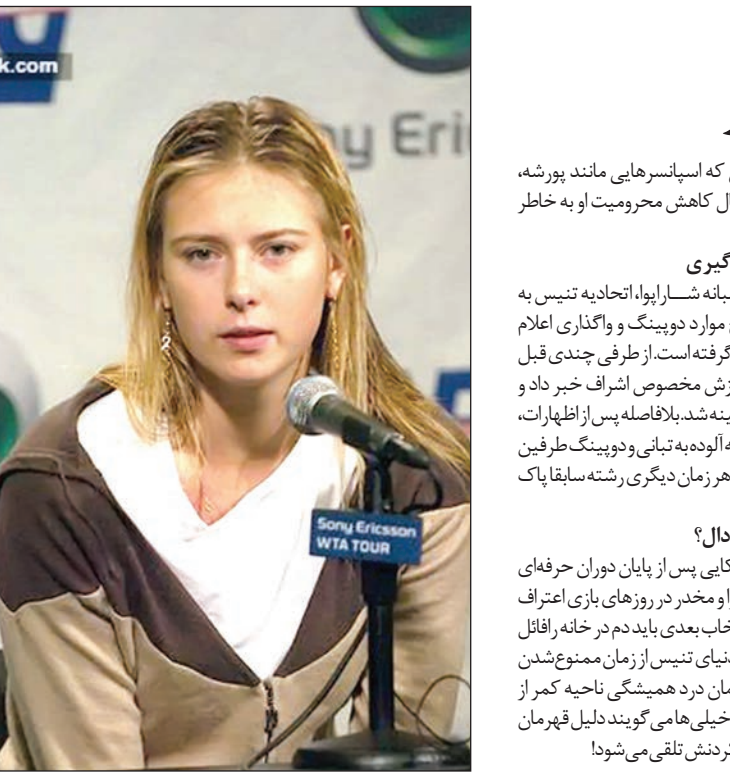 k.com
ny Eri
Sony Ericsson
WTA TOUR
که اسپانسرهایی مانند پورشه،
ال کاهش محرومیت او به خاطر
گیری
بانه شــاراپوا، اتحادیه تنیس به
موارد دوپینگ و واگذاری اعلام
گرفته است. از طرفی چندی قبل
زش مخصوص اشراف خبر داد و
ینه شد. بلافاصله پس از اظهارات،
ه آلوده به تبانی و دوپینگ طرفین
هر زمان دیگری رشته سابقا پاک
دال؟
کایی پس از پایان دوران حرفه‌ای
ا و مخدر در روزهای بازی اعتراف
خاب بعدی باید دم در خانه رافائل
دنیای تنیس از زمان ممنوع‌شدن
مان درد همیشگی ناحیه کمر از
خیلی‌ها می گویند دلیل قهرمان
کردنش تلقی می‌شود!